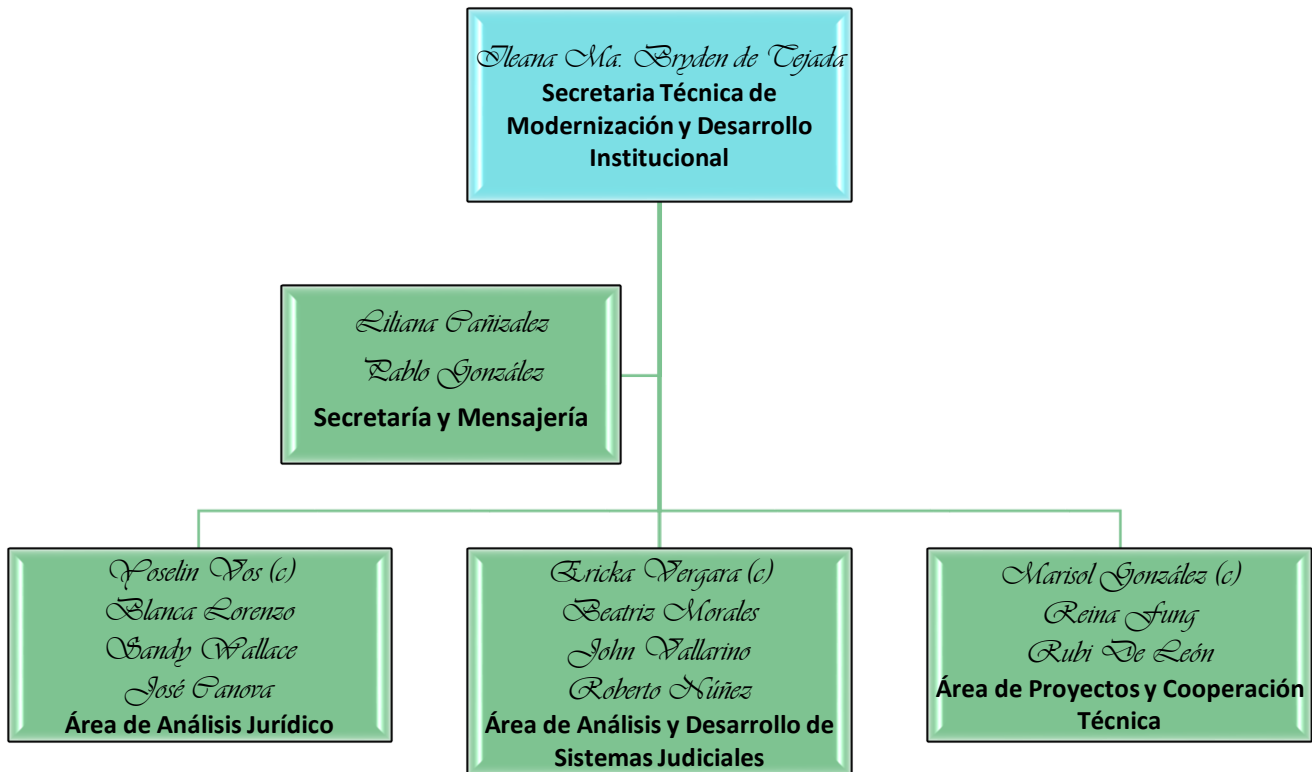 Ileana Ma. Bryden de Tejada
Secretaria Técnica de
Modernización y Desarrollo
Institucional
Liliana Cañizalez
Pablo González
Secretaría y Mensajería
Yoselin Vos (c)
Blanca Lorenzo
Sandy Wallace
José Canova
Área de Análisis Jurídico
Ericka Vergara (c)
Beatriz Morales
John Vallarino
Roberto Núñez
Área de Análisis y Desarrollo de
Sistemas Judiciales
Marisol González (c)
Reina Fung
Rubi De León
Área de Proyectos y Cooperación
Técnica